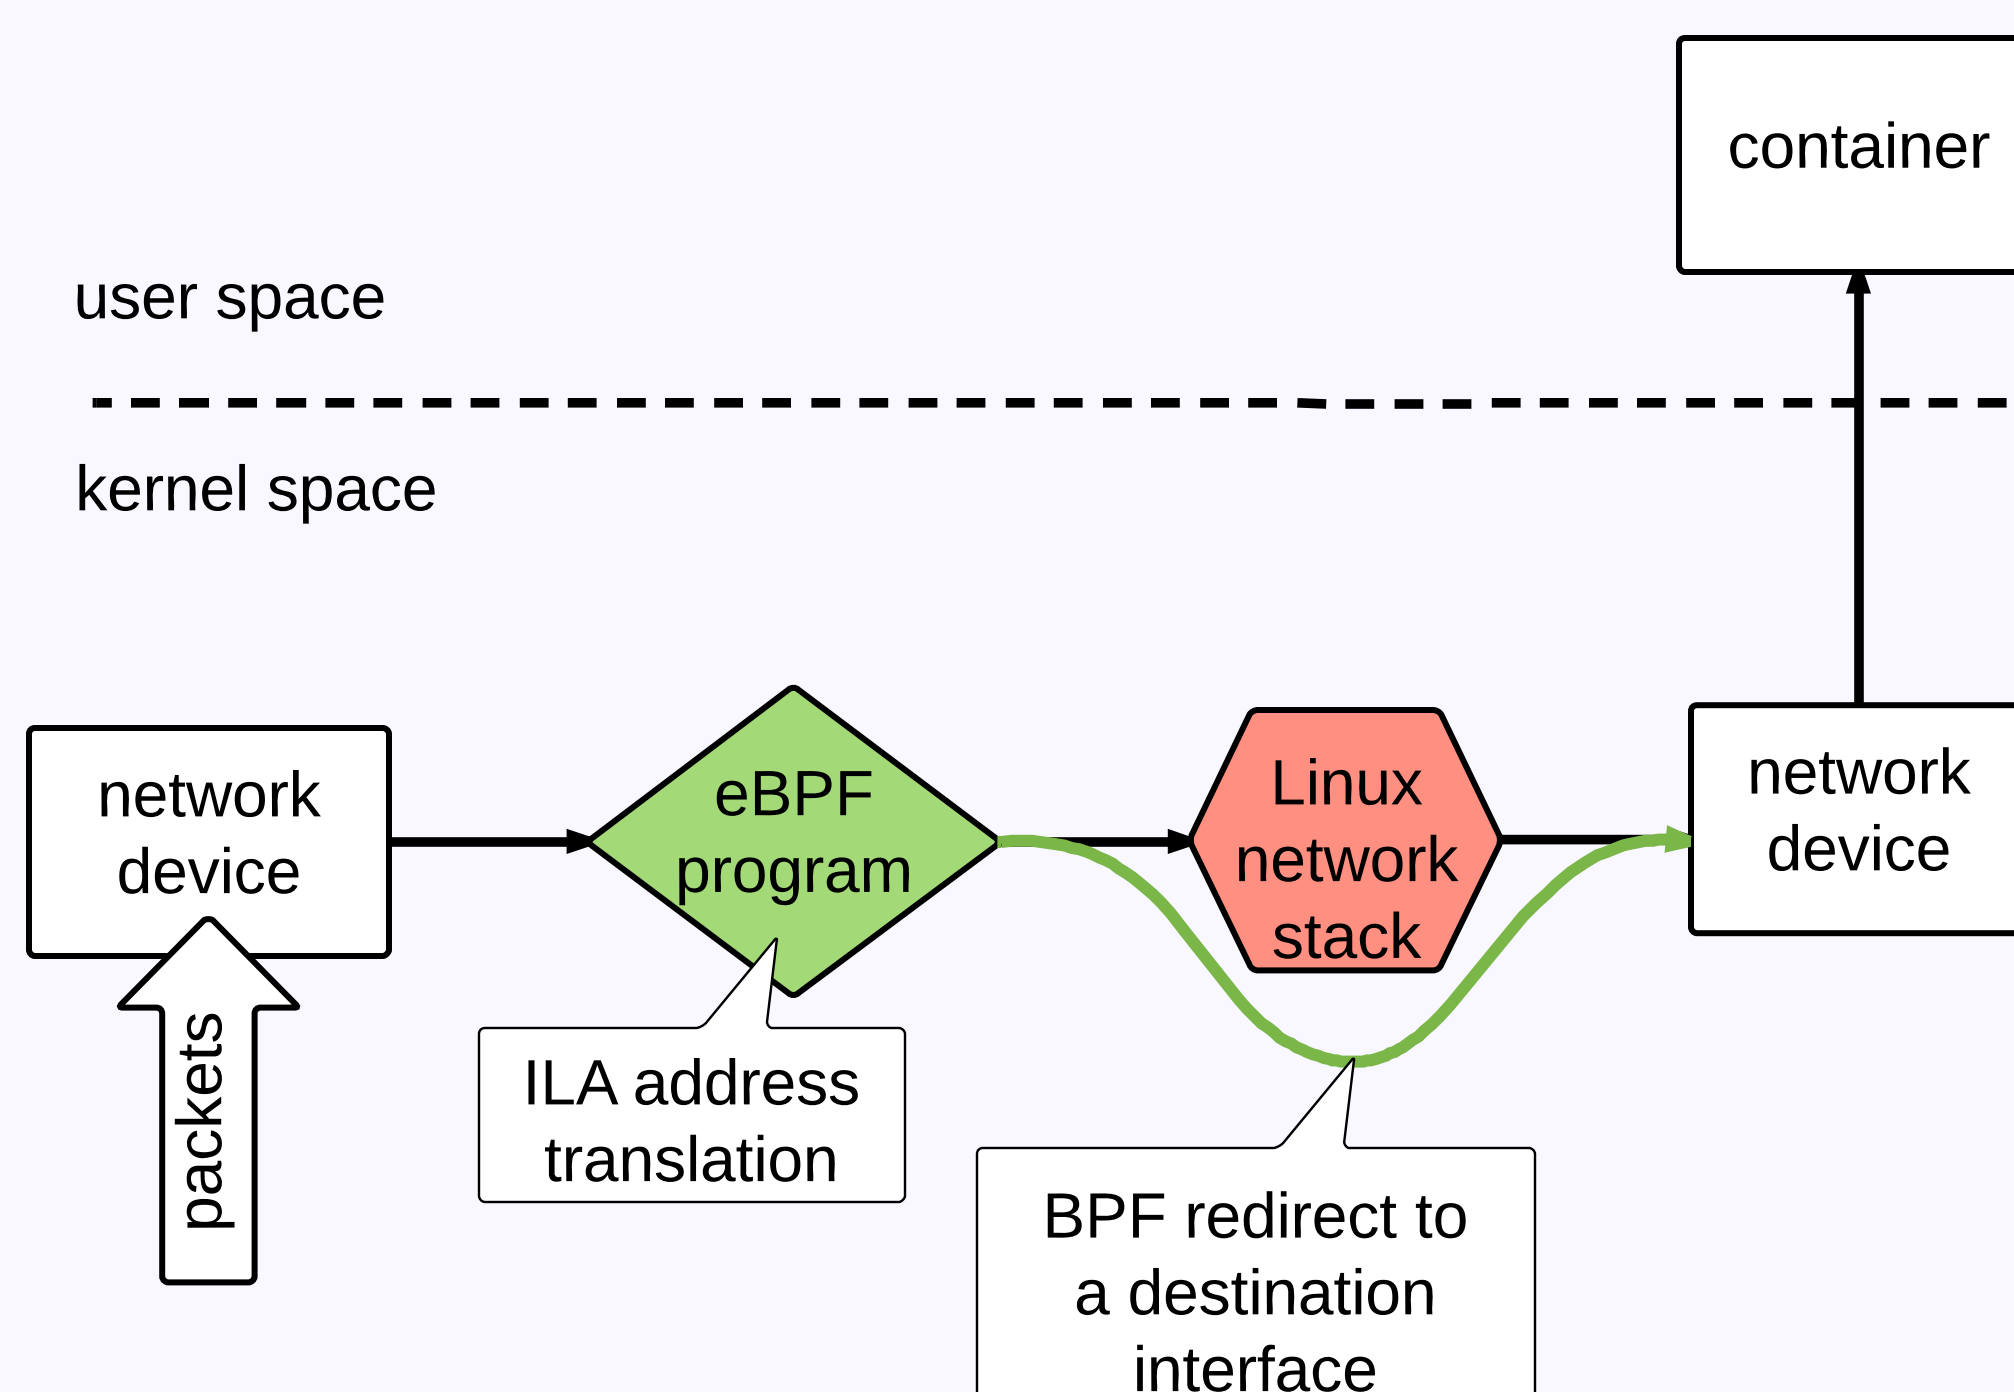 container
user space
kernel space
network
device
eBPF
program
Linux
network
stack
network
device
packets
ILA address
translation
BPF redirect to
a destination
interface